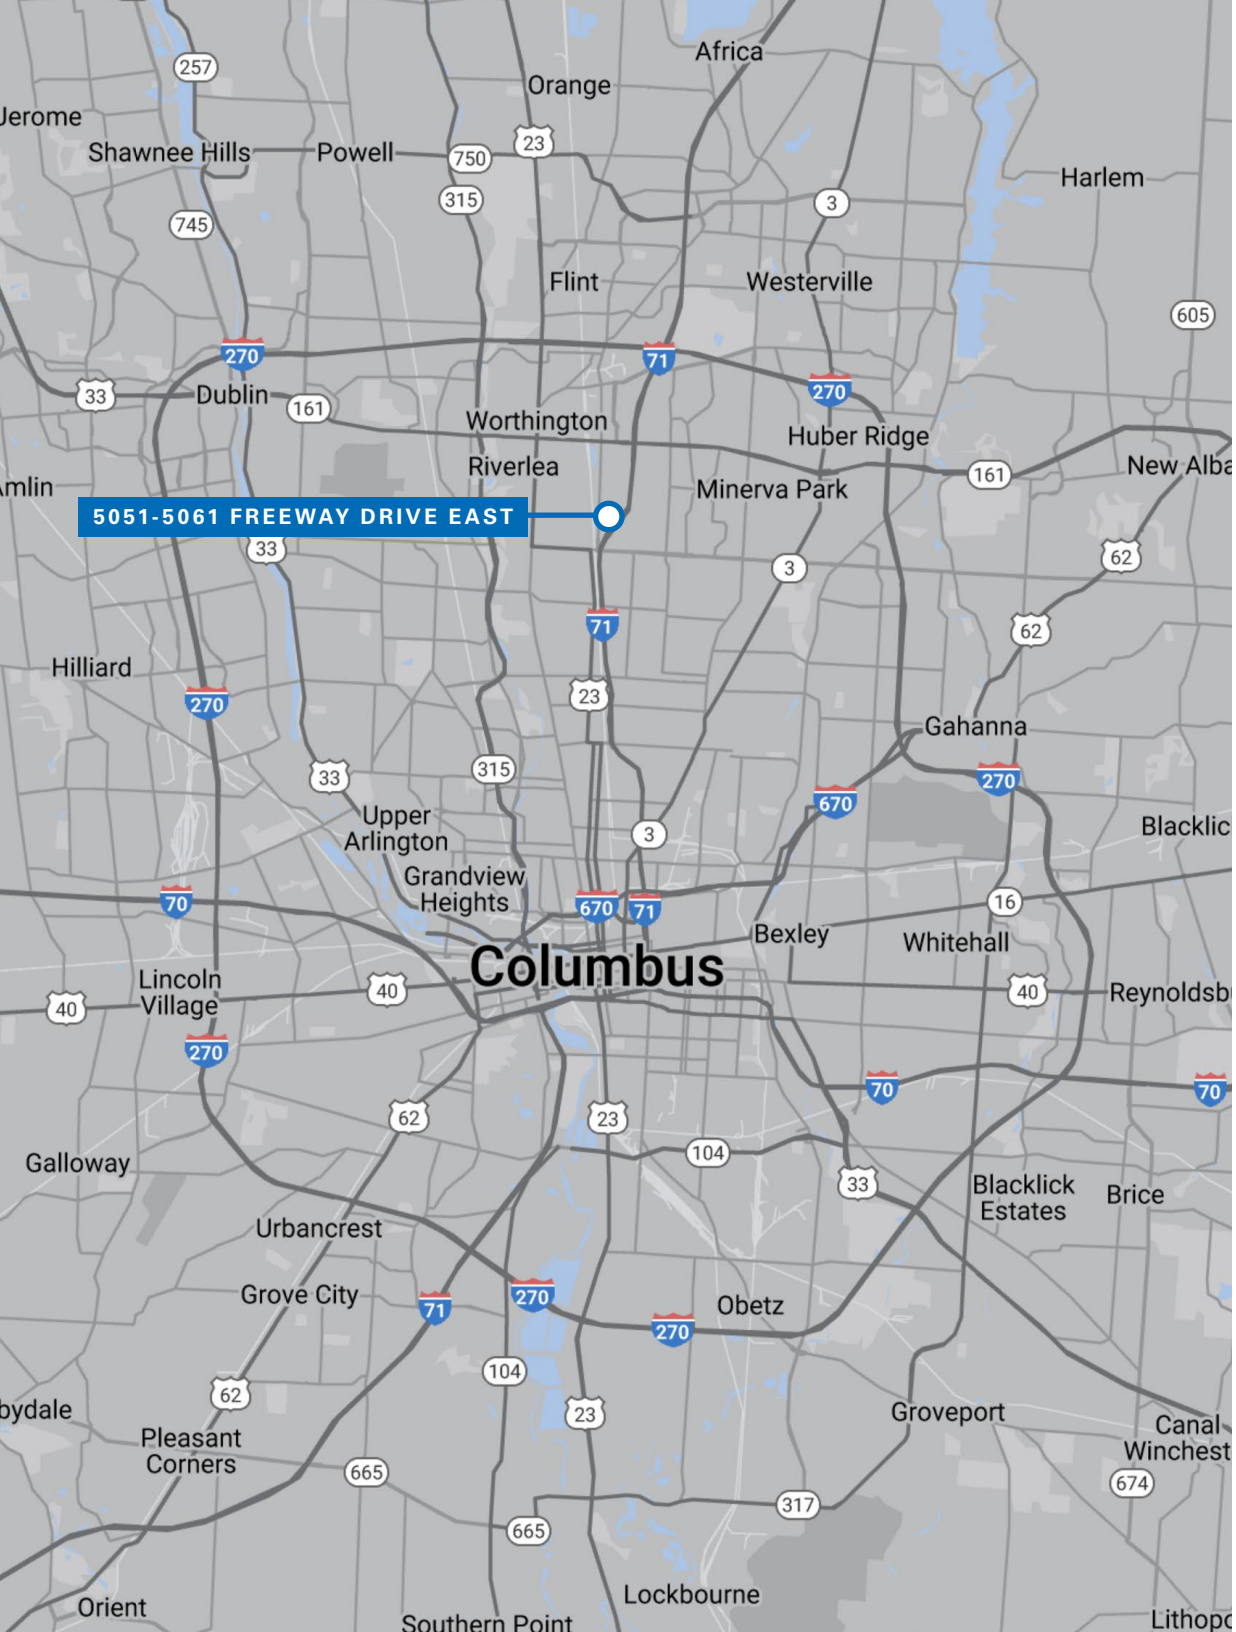 Africa
257
Orange
Jerome
23
Shawnee Hills
Powell
750
Harlem
315
3
745
Flint
Westerville
605
270
71
270
33
Dublin
161
Worthington
Huber Ridge
Riverlea
161
New Alba
mlin
Minerva Park
5051-5061 FREEWAY DRIVE EAST
33
3
62
71
62
Hilliard
23
270
Gahanna
315
33
270
670
Upper
Arlington
3
Blacklic
Grandview
Heights
70
670
71
16
Bexley
Whitehall
Columbus
Lincoln
Village
40
40
40
Reynoldsb
270
70
70
62
23
104
Galloway
33
Blacklick
Estates
Brice
Urbancrest
Grove City
71
270
Obetz
270
104
62
23
bydale
Groveport
Canal
Winchest
Pleasant
Corners
665
674
317
665
Lockbourne
Orient
Southern Point
Lithopo